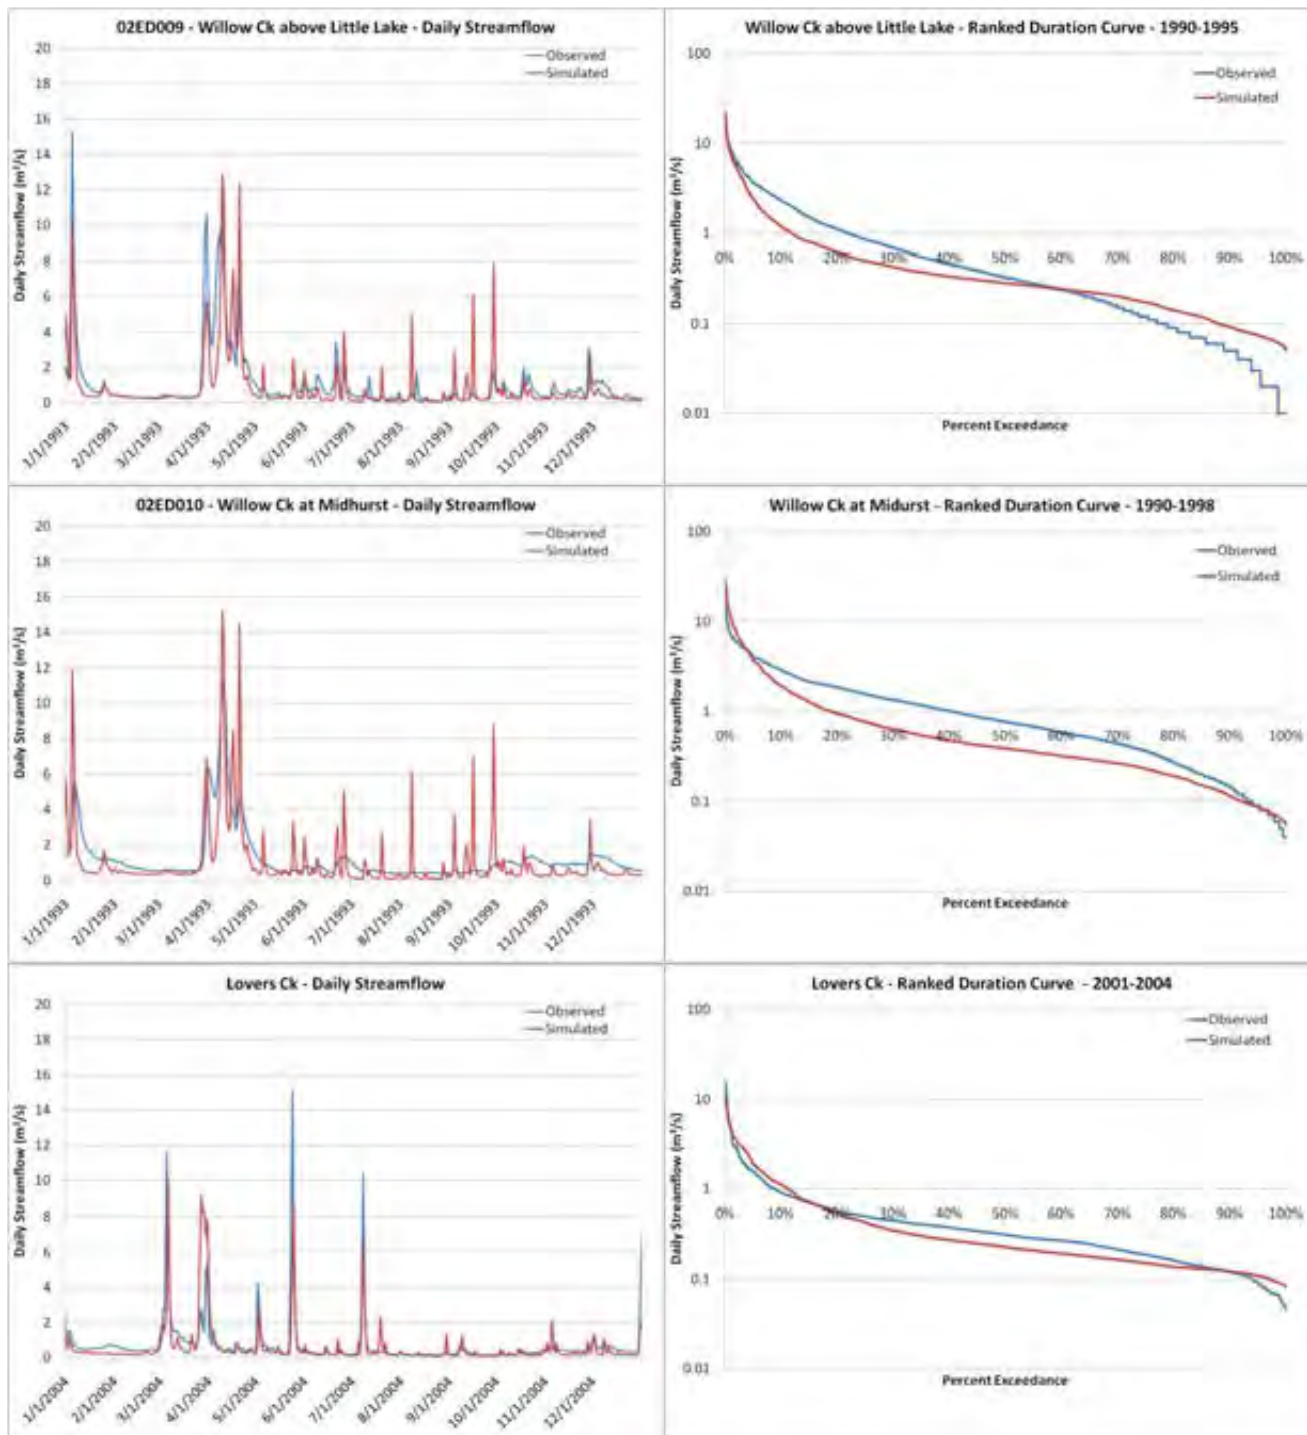 02ED009 - Willow Ck above Little Lake - Daily Streamflow
Observed
Simulated
20
18
16
14
12
10
8
6
4
2
0
Daily Streamflow (m³/s)
1/1/1993 2/1/1993 3/1/1993 4/1/1993 5/1/1993 6/1/1993 7/1/1993 8/1/1993 9/1/1993 10/1/1993 11/1/1993 12/1/1993
Willow Ck above Little Lake - Ranked Duration Curve - 1990-1995
Observed
Simulated
100
10
1
0.1
0.01
Daily Streamflow (m³/s)
0% 10% 20% 30% 40% 50% 60% 70% 80% 90% 100%
Percent Exceedance
02ED010 - Willow Ck at Midhurst - Daily Streamflow
Observed
Simulated
20
18
16
14
12
10
8
6
4
2
0
Daily Streamflow (m³/s)
1/1/1993 2/1/1993 3/1/1993 4/1/1993 5/1/1993 6/1/1993 7/1/1993 8/1/1993 9/1/1993 10/1/1993 11/1/1993 12/1/1993
Willow Ck at Midurst - Ranked Duration Curve - 1990-1998
Observed
Simulated
100
10
1
0.1
0.01
Daily Streamflow (m³/s)
0% 10% 20% 30% 40% 50% 60% 70% 80% 90% 100%
Percent Exceedance
Lovers Ck - Daily Streamflow
Observed
Simulated
20
18
16
14
12
10
8
6
4
2
0
Daily Streamflow (m³/s)
1/1/2004 2/1/2004 3/1/2004 4/1/2004 5/1/2004 6/1/2004 7/1/2004 8/1/2004 9/1/2004 10/1/2004 11/1/2004 12/1/2004
Lovers Ck - Ranked Duration Curve - 2001-2004
Observed
Simulated
100
10
1
0.1
0.01
Daily Streamflow (m³/s)
0% 10% 20% 30% 40% 50% 60% 70% 80% 90% 100%
Percent Exceedance